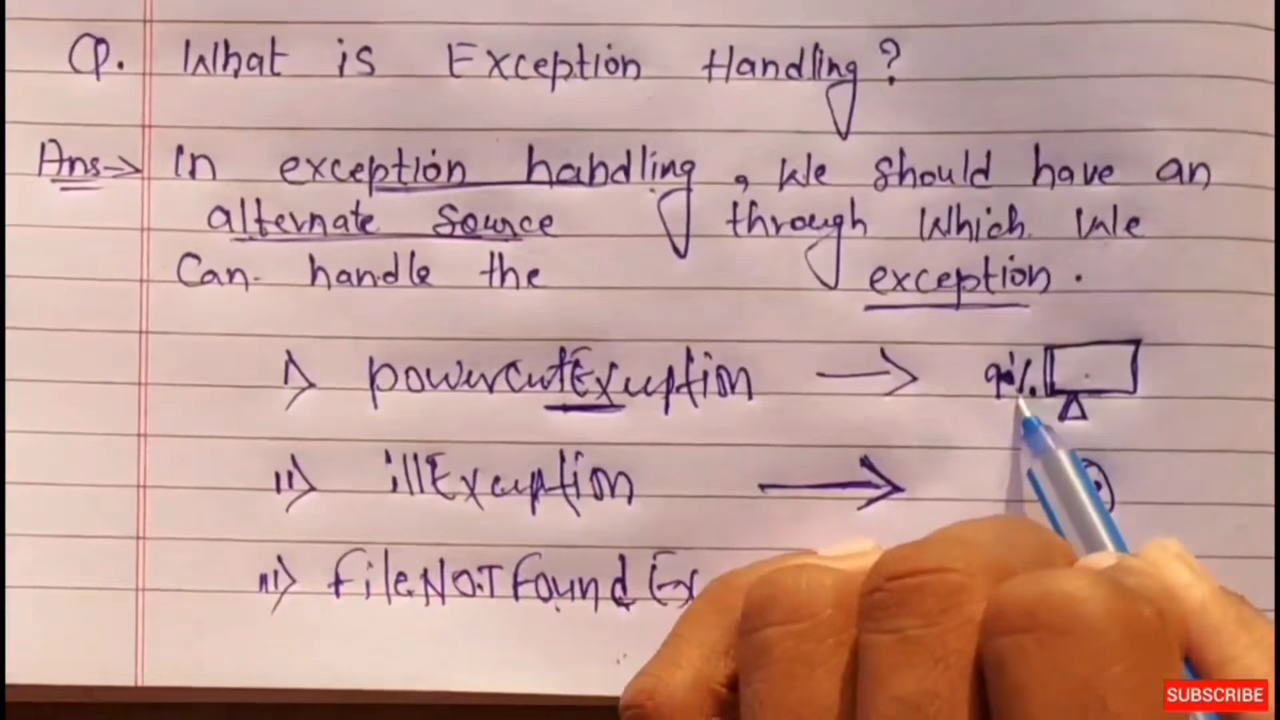 Q. What is Exception Handling?
Ans→ In exception handling, We should have an
alternate source through Which We
Can handle the exception.
i) powercutException → 90%
ii) illException →
iii) fileNOTFoundEx
SUBSCRIBE